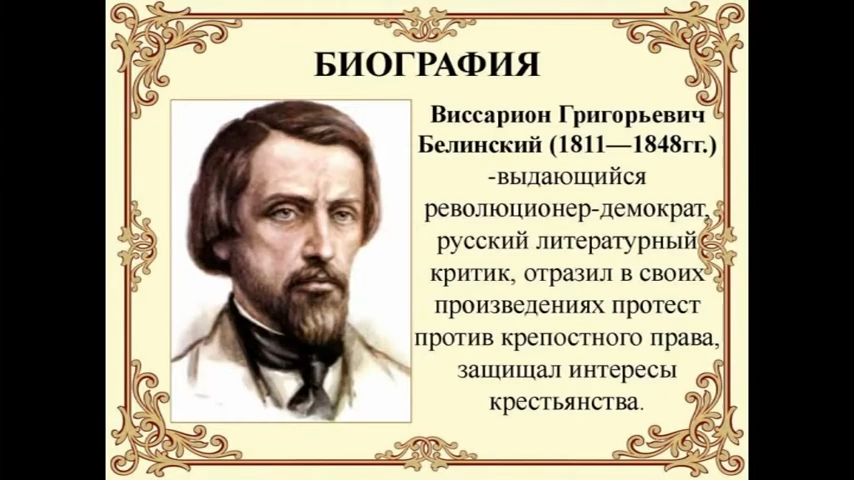 БИОГРАФИЯ
Виссарион Григорьевич
Белинский (1811—1848гг.)
-выдающийся
революционер-демократ,
русский литературный
критик, отразил в своих
произведениях протест
против крепостного права,
защищал интересы
крестьянства.